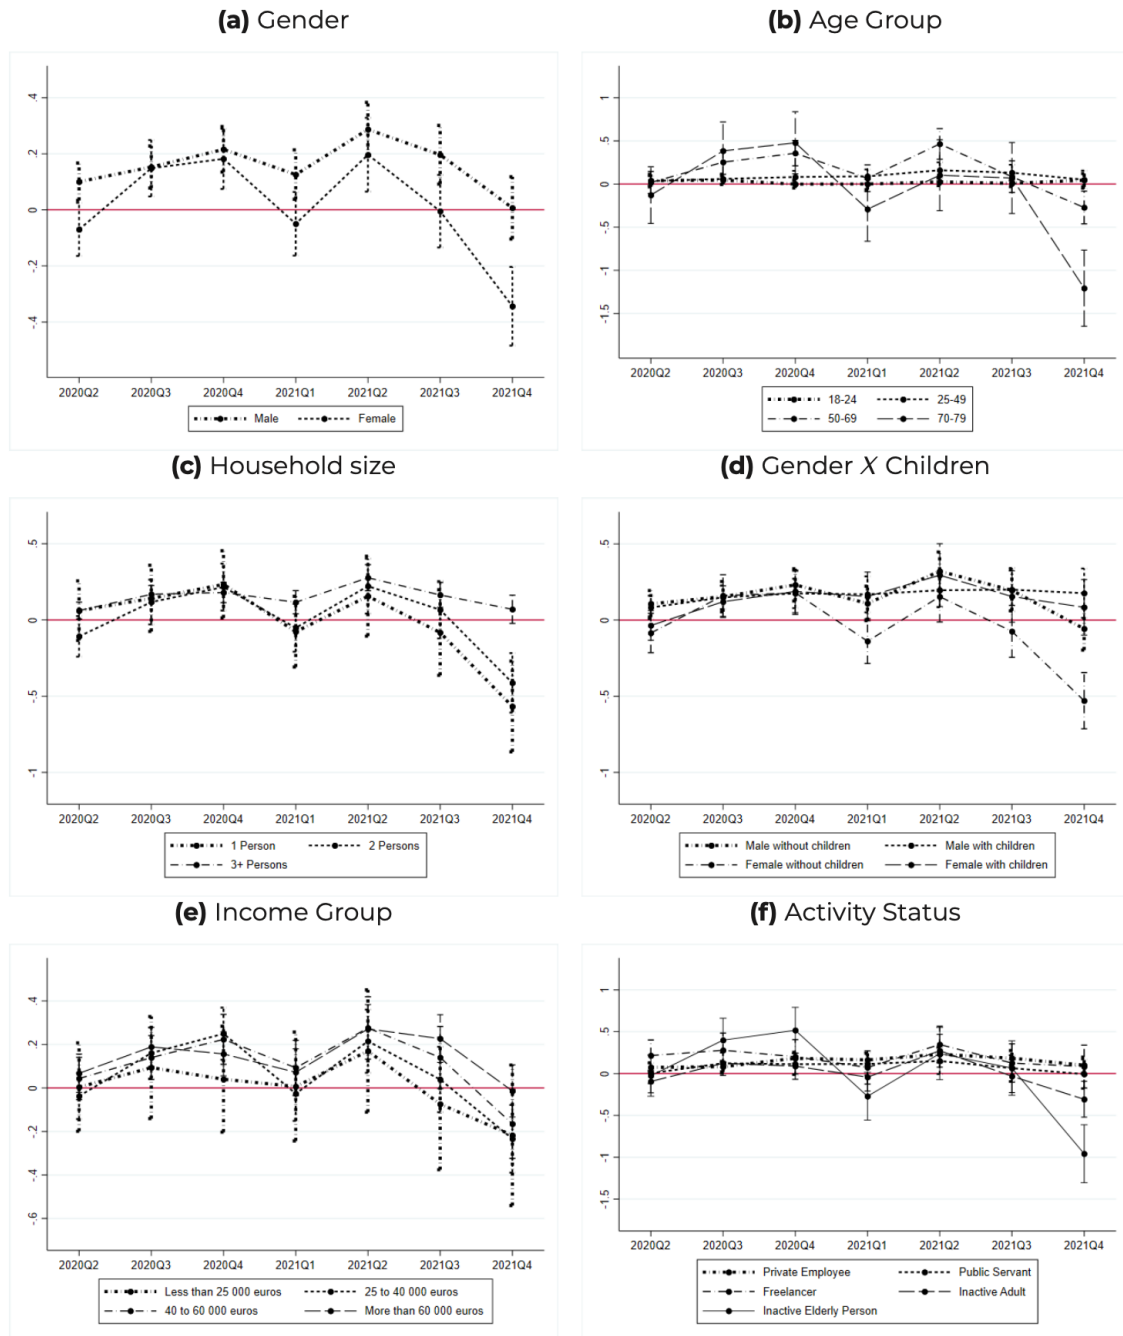 (a) Gender
.4
.2
0
-.2
-.4
2020Q2 2020Q3 2020Q4 2021Q1 2021Q2 2021Q3 2021Q4
Male Female
(b) Age Group
1
.5
0
-.5
-1
-1.5
2020Q2 2020Q3 2020Q4 2021Q1 2021Q2 2021Q3 2021Q4
18-24 25-49
50-69 70-79
(c) Household size
.5
0
-.5
-1
2020Q2 2020Q3 2020Q4 2021Q1 2021Q2 2021Q3 2021Q4
1 Person 2 Persons
3+ Persons
(d) Gender X Children
.5
0
-.5
-1
2020Q2 2020Q3 2020Q4 2021Q1 2021Q2 2021Q3 2021Q4
Male without children Male with children
Female without children Female with children
(e) Income Group
.4
.2
0
-.2
-.4
-.6
2020Q2 2020Q3 2020Q4 2021Q1 2021Q2 2021Q3 2021Q4
Less than 25 000 euros 25 to 40 000 euros
40 to 60 000 euros More than 60 000 euros
(f) Activity Status
1
.5
0
-.5
-1
-1.5
2020Q2 2020Q3 2020Q4 2021Q1 2021Q2 2021Q3 2021Q4
Private Employee Public Servant
Freelancer Inactive Adult
Inactive Elderly Person